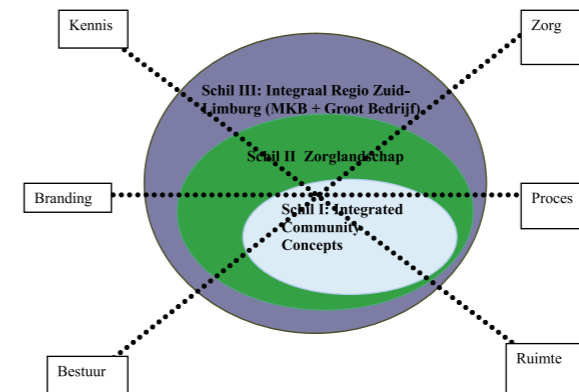 Kennis
Zorg
Schil III: Integraal Regio Zuid-
Limburg (MKB + Groot Bedrijf)
Schil II Zorglandschap
Branding
Proces
Schil I: Integrated
Community
Concepts
Bestuur
Ruimte